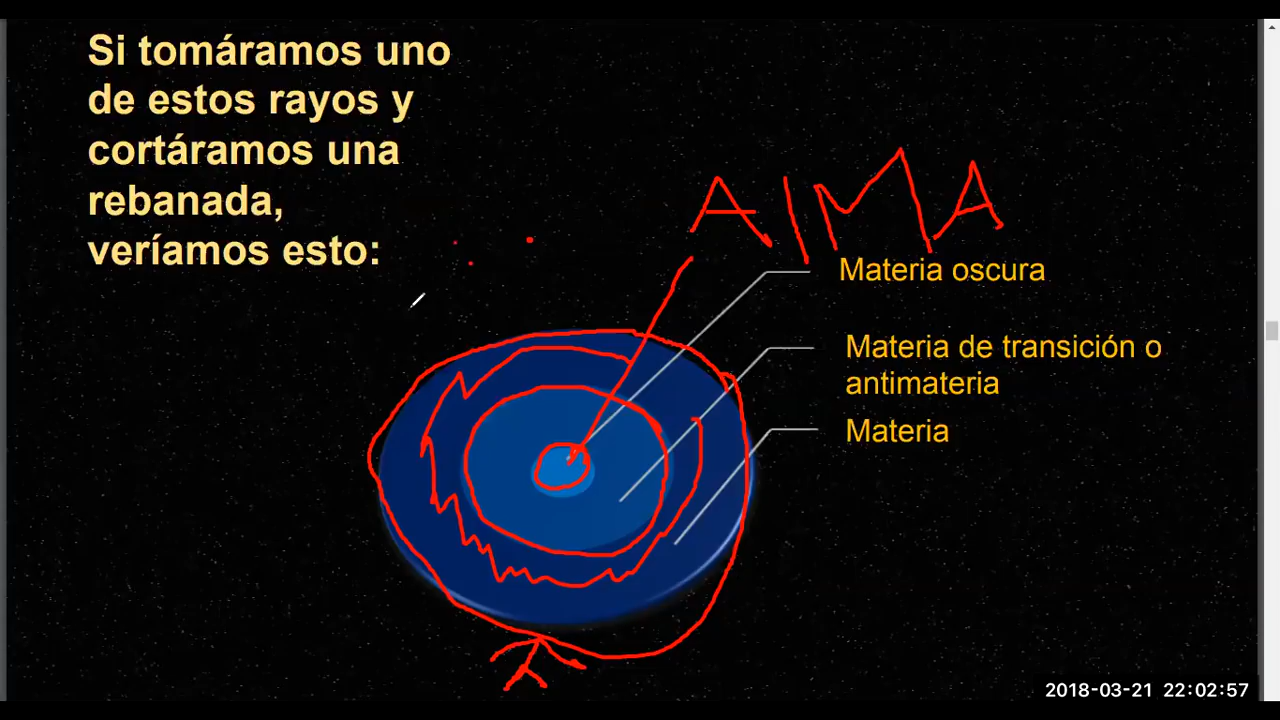 Si tomáramos uno
de estos rayos y
cortáramos una
rebanada,
veríamos esto:
AlMA
Materia oscura
Materia de transición o
antimateria
Materia
2018-03-21 22:02:57